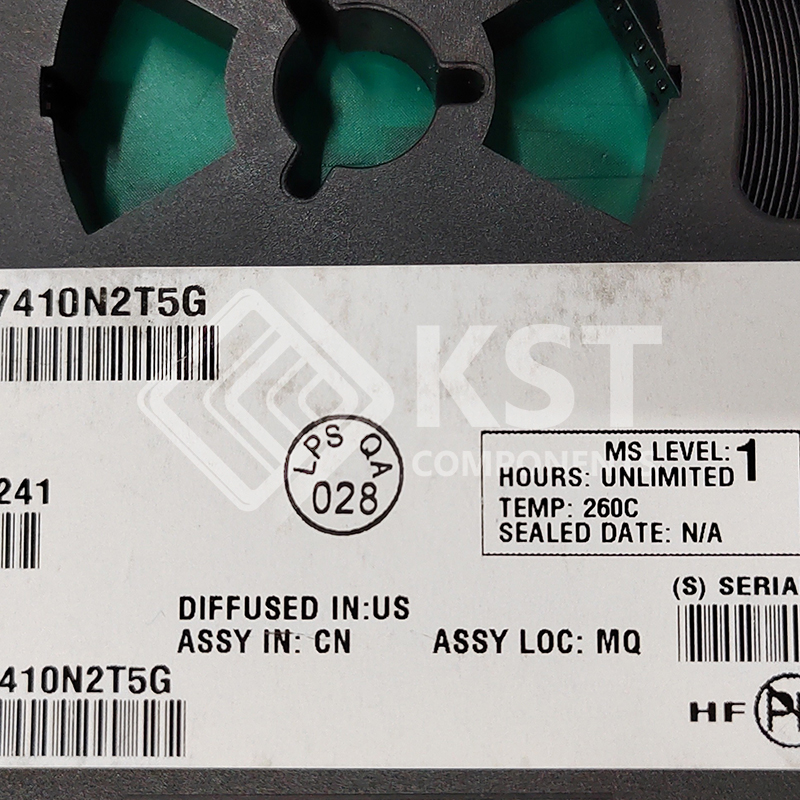 7410N2T5G
KST
COMPONENTS
LPS QA
028
241
MS LEVEL: 1
HOURS: UNLIMITED
TEMP: 260C
SEALED DATE: N/A
DIFFUSED IN:US
ASSY IN: CN
ASSY LOC: MQ
(S) SERIA
410N2T5G
HF